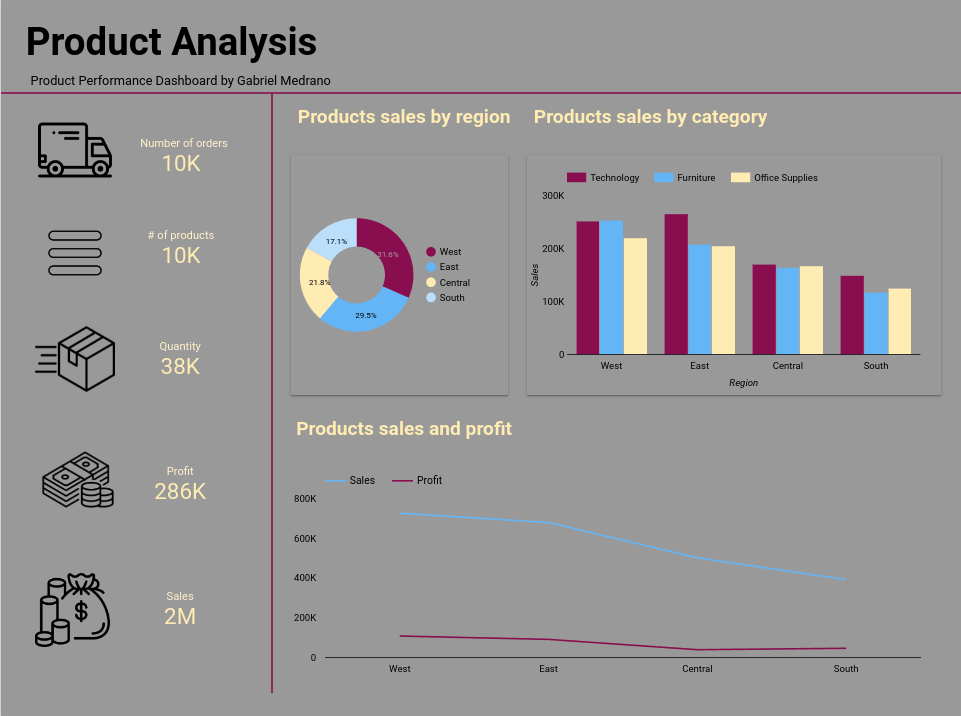 Product Analysis
Product Performance Dashboard by Gabriel Medrano
Number of orders
10K
# of products
10K
Quantity
38K
Profit
286K
Sales
2M
$
Products sales by region
17.1%
31.6%
21.8%
29.5%
West
East
Central
South
Products sales by category
Technology Furniture Office Supplies
300K
200K
100K
0
Sales
West East Central South
Region
Products sales and profit
Sales Profit
800K
600K
400K
200K
0
West East Central South